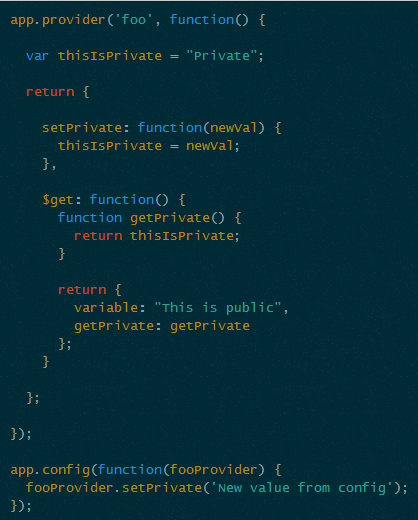 app.provider('foo', function() {
var thisIsPrivate = "Private";
return {
setPrivate: function(newVal) {
thisIsPrivate = newVal;
},
$get: function() {
function getPrivate() {
return thisIsPrivate;
}
return {
variable: "This is public",
getPrivate: getPrivate
};
}
};
});
app.config(function(fooProvider) {
fooProvider.setPrivate('New value from config');
});